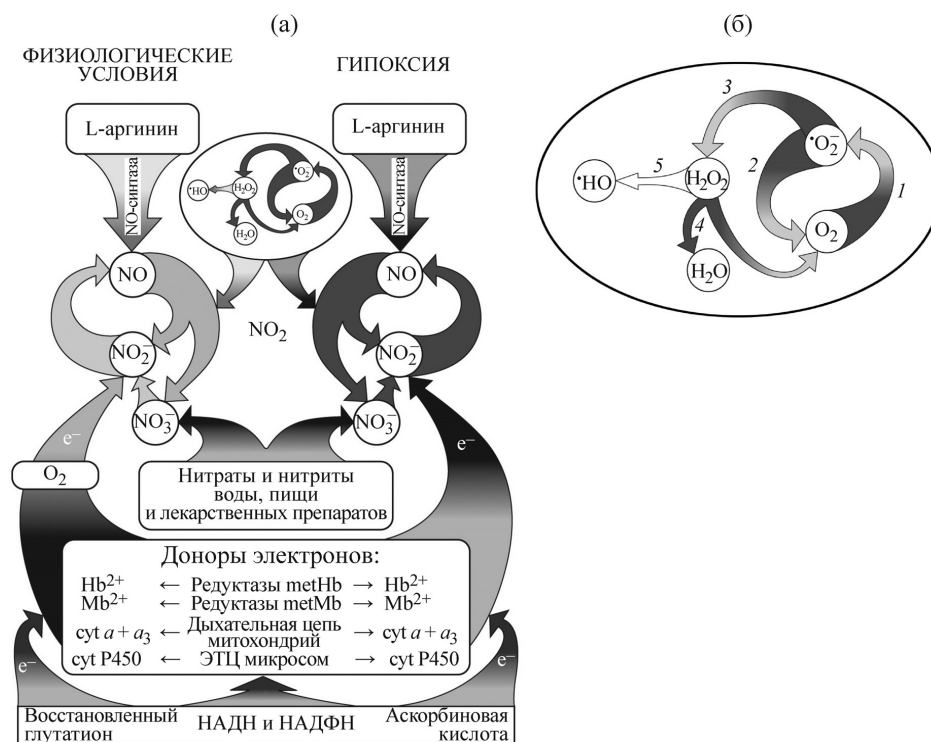 (а)
ФИЗИОЛОГИЧЕСКИЕ
УСЛОВИЯ
ГИПОКСИЯ
L-аргинин
L-аргинин
NO-синтаза
NO-синтаза
•O₂⁻
•HO
H₂O₂
O₂
H₂O
NO
NO
NO₂
NO₂⁻
NO₂⁻
NO₃⁻
NO₃⁻
e⁻
e⁻
O₂
Нитраты и нитриты
воды, пищи
и лекарственных препаратов
Доноры электронов:
Hb²⁺ ← Редуктазы metHb → Hb²⁺
Mb²⁺ ← Редуктазы metMb → Mb²⁺
cyt a + a₃ ← Дыхательная цепь
митохондрий → cyt a + a₃
cyt P450 ← ЭТЦ микросом → cyt P450
e⁻
e⁻
Восстановленный
глутатион
НАДН и НАДФН
Аскорбиновая
кислота
(б)
3
•O₂⁻
5
H₂O₂
2
1
•HO
4
O₂
H₂O